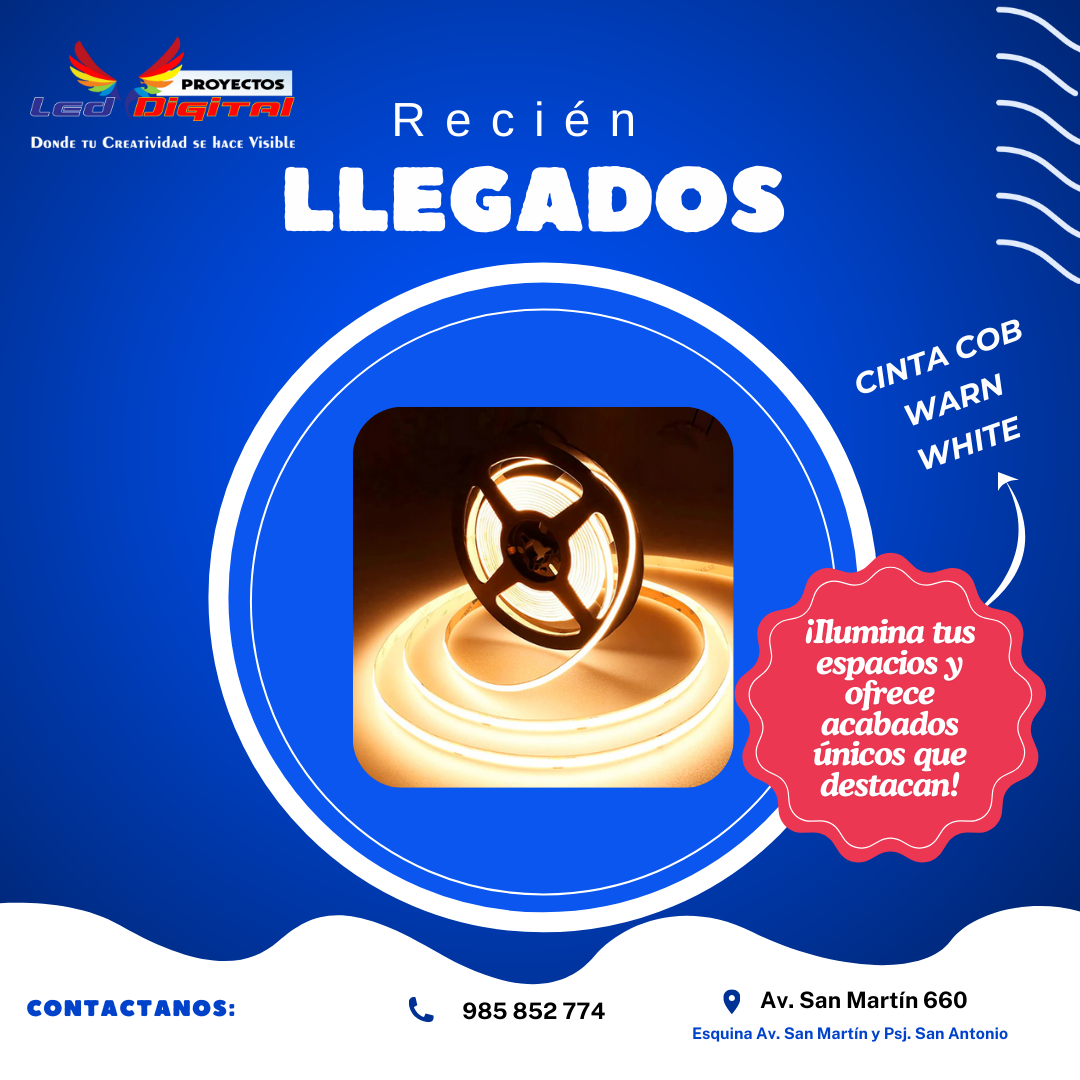 PROYECTOS
Led Digital
Donde tu Creatividad se hace Visible
Recién
LLEGADOS
CINTA COB
WARN
WHITE
¡Ilumina tus
espacios y
ofrece
acabados
únicos que
destacan!
CONTACTANOS:
985 852 774
Av. San Martín 660
Esquina Av. San Martín y Psj. San Antonio